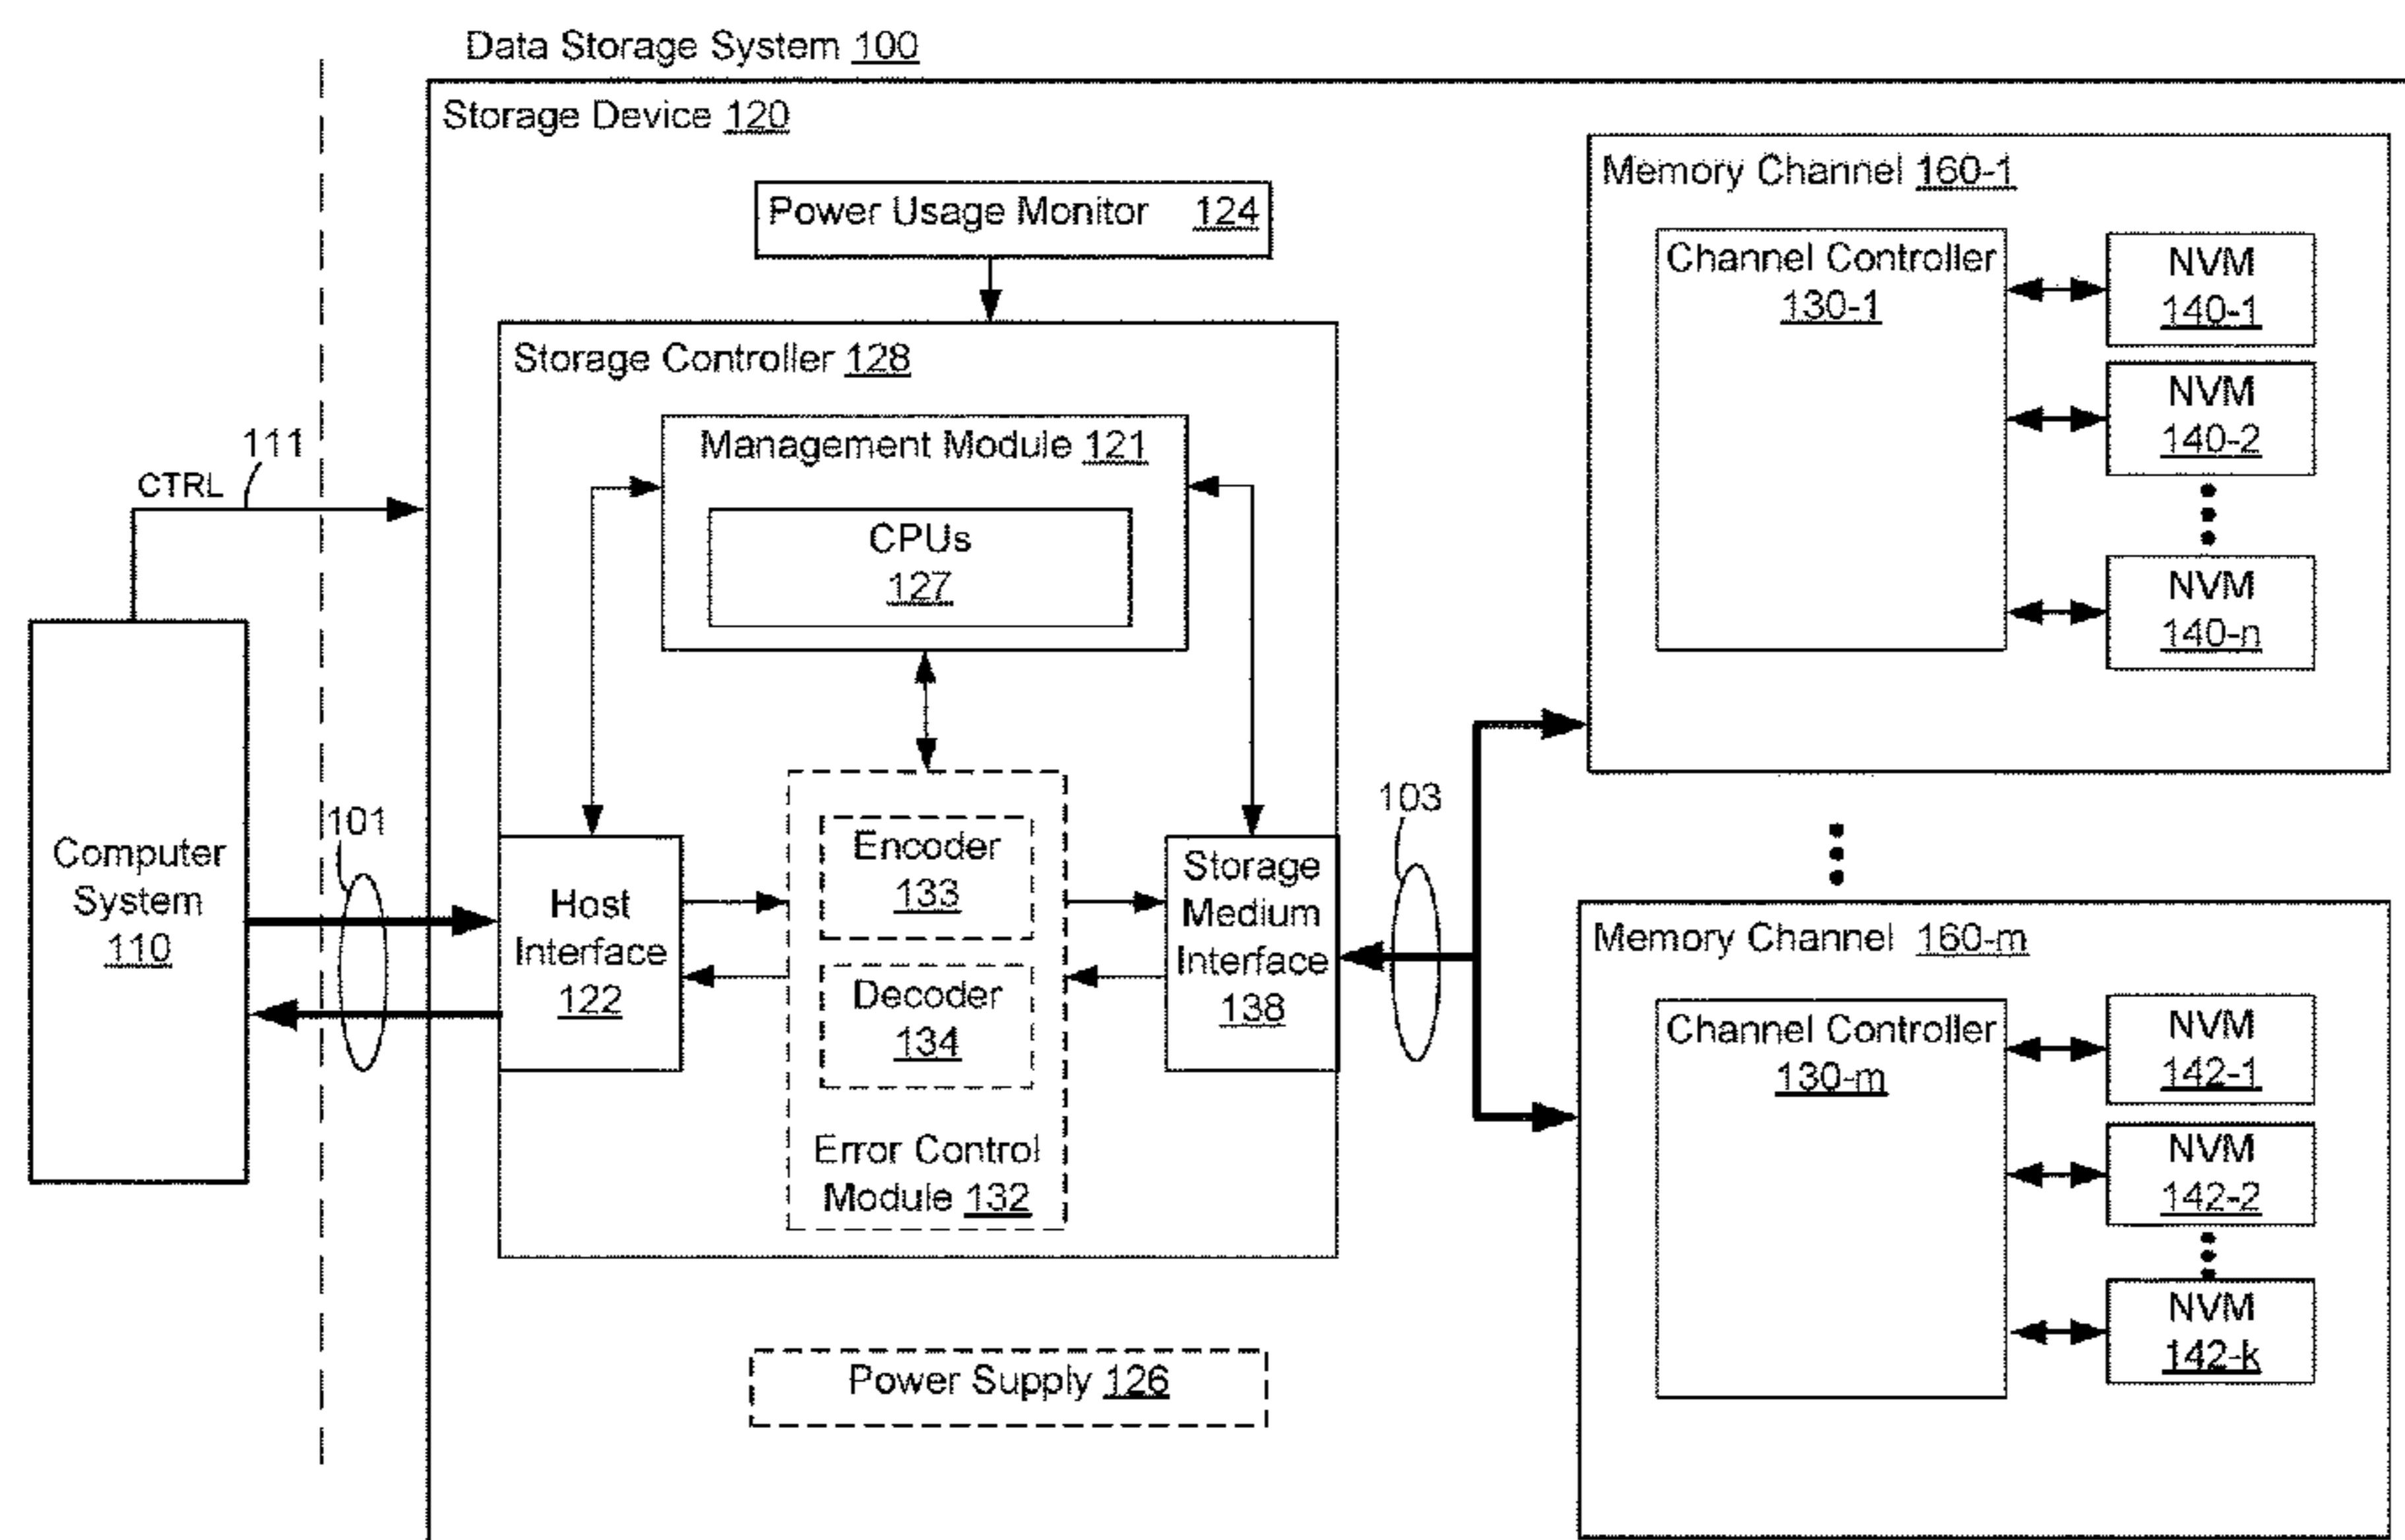 Data Storage System 100
Storage Device 120
Power Usage Monitor 124
Storage Controller 128
Management Module 121
CPUs
127
CTRL
111
Computer
System
110
101
Host
Interface
122
Encoder
133
Decoder
134
Error Control
Module 132
Storage
Medium
Interface
138
103
Power Supply 126
Memory Channel 160-1
Channel Controller
130-1
NVM
140-1
NVM
140-2
NVM
140-n
Memory Channel 160-m
Channel Controller
130-m
NVM
142-1
NVM
142-2
NVM
142-k